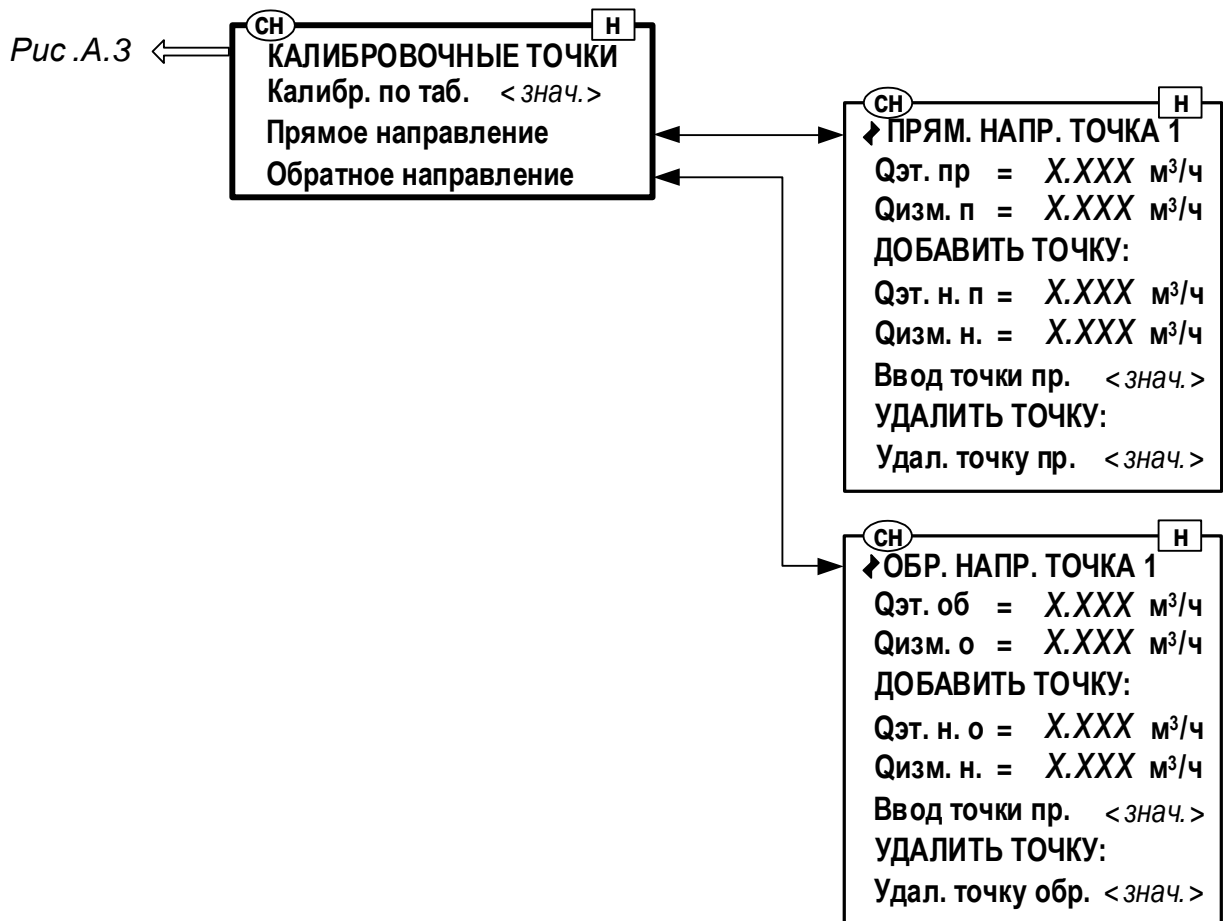 СН Н
Рис .А.3
КАЛИБРОВОЧНЫЕ ТОЧКИ
Калибр. по таб. <знач.>
Прямое направление
Обратное направление
СН Н
ПРЯМ. НАПР. ТОЧКА 1
Qэт. пр = X.XXX м³/ч
Qизм. п = X.XXX м³/ч
ДОБАВИТЬ ТОЧКУ:
Qэт. н. п = X.XXX м³/ч
Qизм. н. = X.XXX м³/ч
Ввод точки пр. <знач.>
УДАЛИТЬ ТОЧКУ:
Удал. точку пр. <знач.>
СН Н
ОБР. НАПР. ТОЧКА 1
Qэт. об = X.XXX м³/ч
Qизм. о = X.XXX м³/ч
ДОБАВИТЬ ТОЧКУ:
Qэт. н. о = X.XXX м³/ч
Qизм. н. = X.XXX м³/ч
Ввод точки пр. <знач.>
УДАЛИТЬ ТОЧКУ:
Удал. точку обр. <знач.>